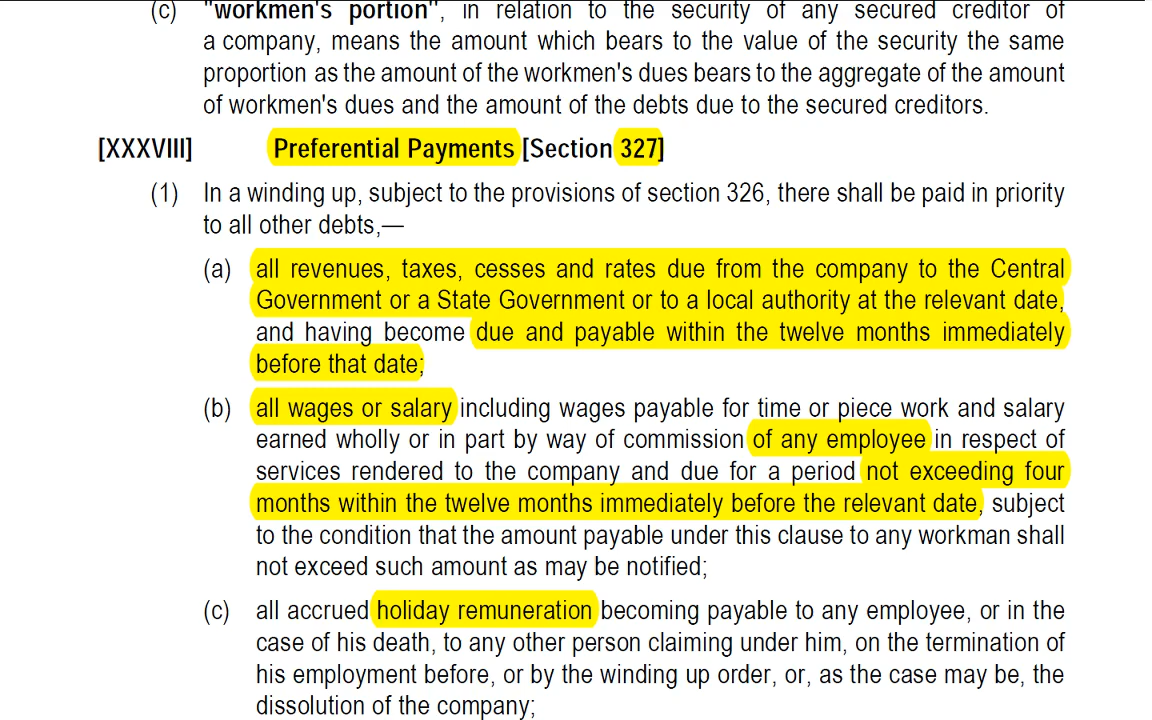 (c) "workmen's portion", in relation to the security of any secured creditor of
a company, means the amount which bears to the value of the security the same
proportion as the amount of the workmen's dues bears to the aggregate of the amount
of workmen's dues and the amount of the debts due to the secured creditors.
[XXXVIII] Preferential Payments [Section 327]
(1) In a winding up, subject to the provisions of section 326, there shall be paid in priority
to all other debts,—
(a) all revenues, taxes, cesses and rates due from the company to the Central
Government or a State Government or to a local authority at the relevant date,
and having become due and payable within the twelve months immediately
before that date;
(b) all wages or salary including wages payable for time or piece work and salary
earned wholly or in part by way of commission of any employee in respect of
services rendered to the company and due for a period not exceeding four
months within the twelve months immediately before the relevant date, subject
to the condition that the amount payable under this clause to any workman shall
not exceed such amount as may be notified;
(c) all accrued holiday remuneration becoming payable to any employee, or in the
case of his death, to any other person claiming under him, on the termination of
his employment before, or by the winding up order, or, as the case may be, the
dissolution of the company;